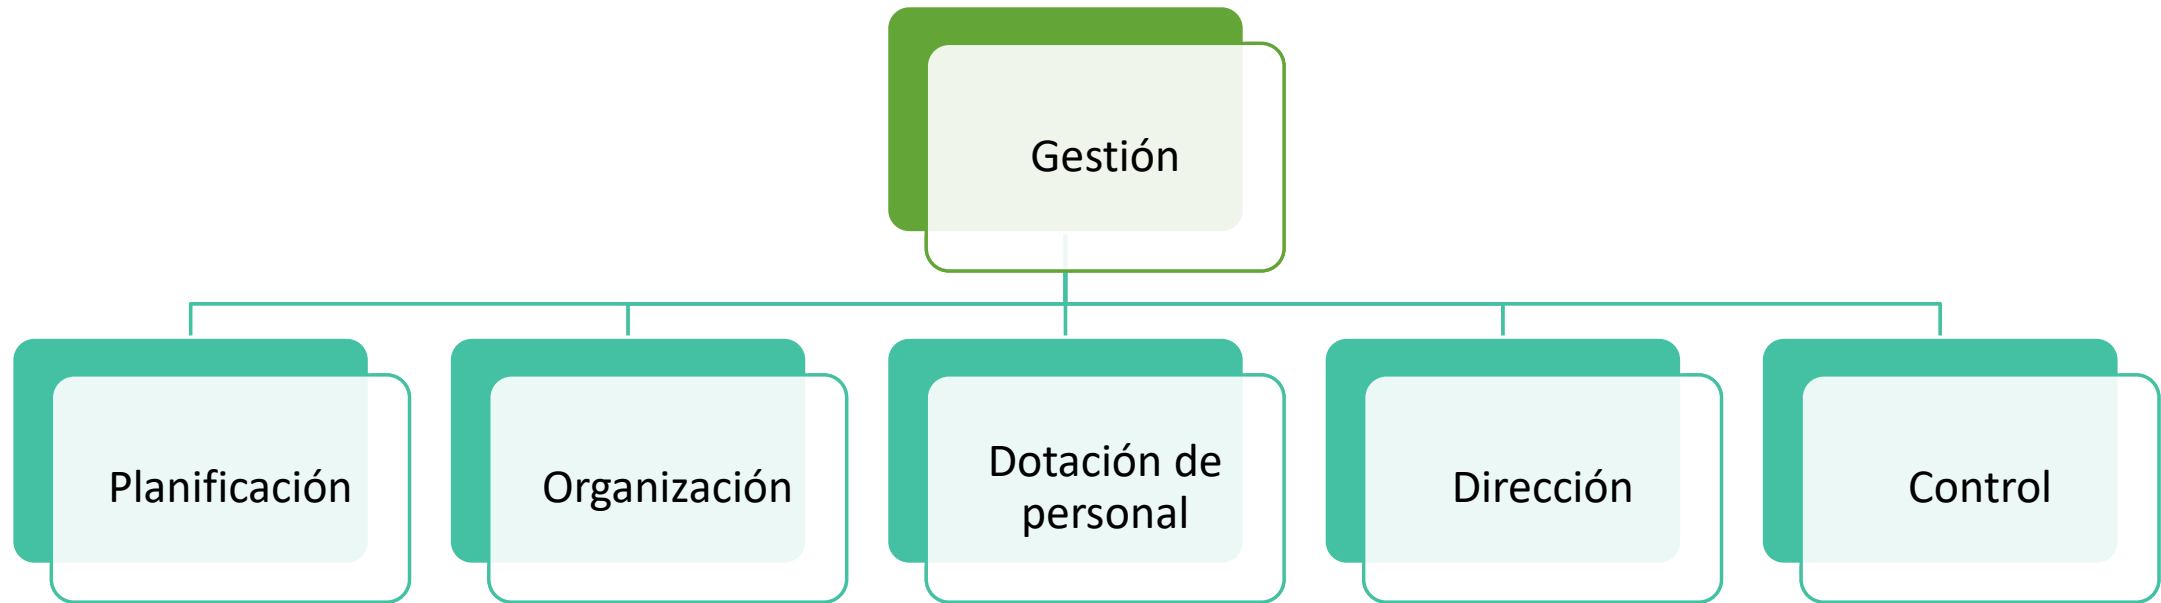 Gestión
Planificación
Organización
Dotación de
personal
Dirección
Control